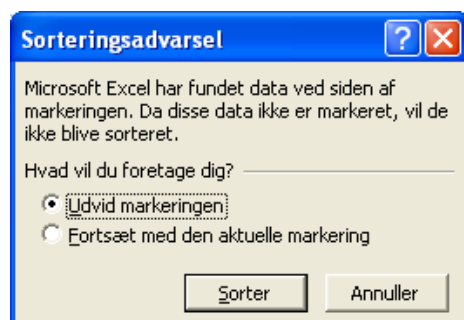 Sorteringsadvarsel
Microsoft Excel har fundet data ved siden af
markeringen. Da disse data ikke er markeret, vil de
ikke blive sorteret.
Hvad vil du foretage dig?
Udvid markeringen
Fortsæt med den aktuelle markering
Sorter Annuller